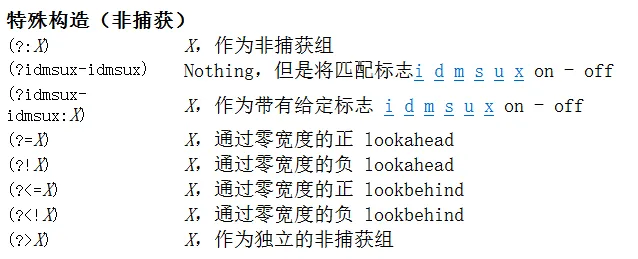 特殊构造（非捕获）
(?:X) X，作为非捕获组
(?idmsux-idmsux) Nothing，但是将匹配标志i d m s u x on - off
(?idmsux-
idmsux:X) X，作为带有给定标志 i d m s u x on - off
(?=X) X，通过零宽度的正 lookahead
(?!X) X，通过零宽度的负 lookahead
(?<=X) X，通过零宽度的正 lookbehind
(?<!X) X，通过零宽度的负 lookbehind
(?>X) X，作为独立的非捕获组